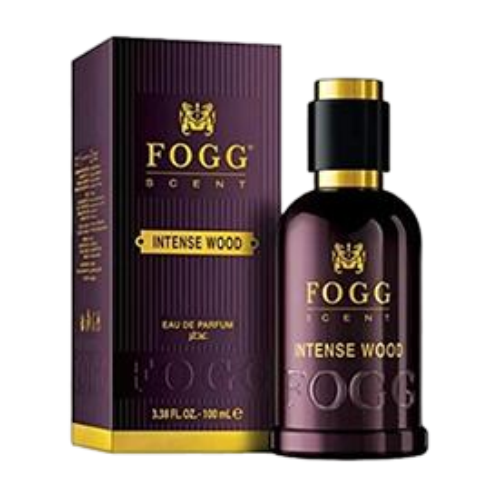 FOGG®
SCENT
INTENSE WOOD
EAU DE PARFUM
عطر
FOGG
3.38 FL. OZ. - 100 mL ℮
FOGG
SCENT
INTENSE WOOD
FOGG